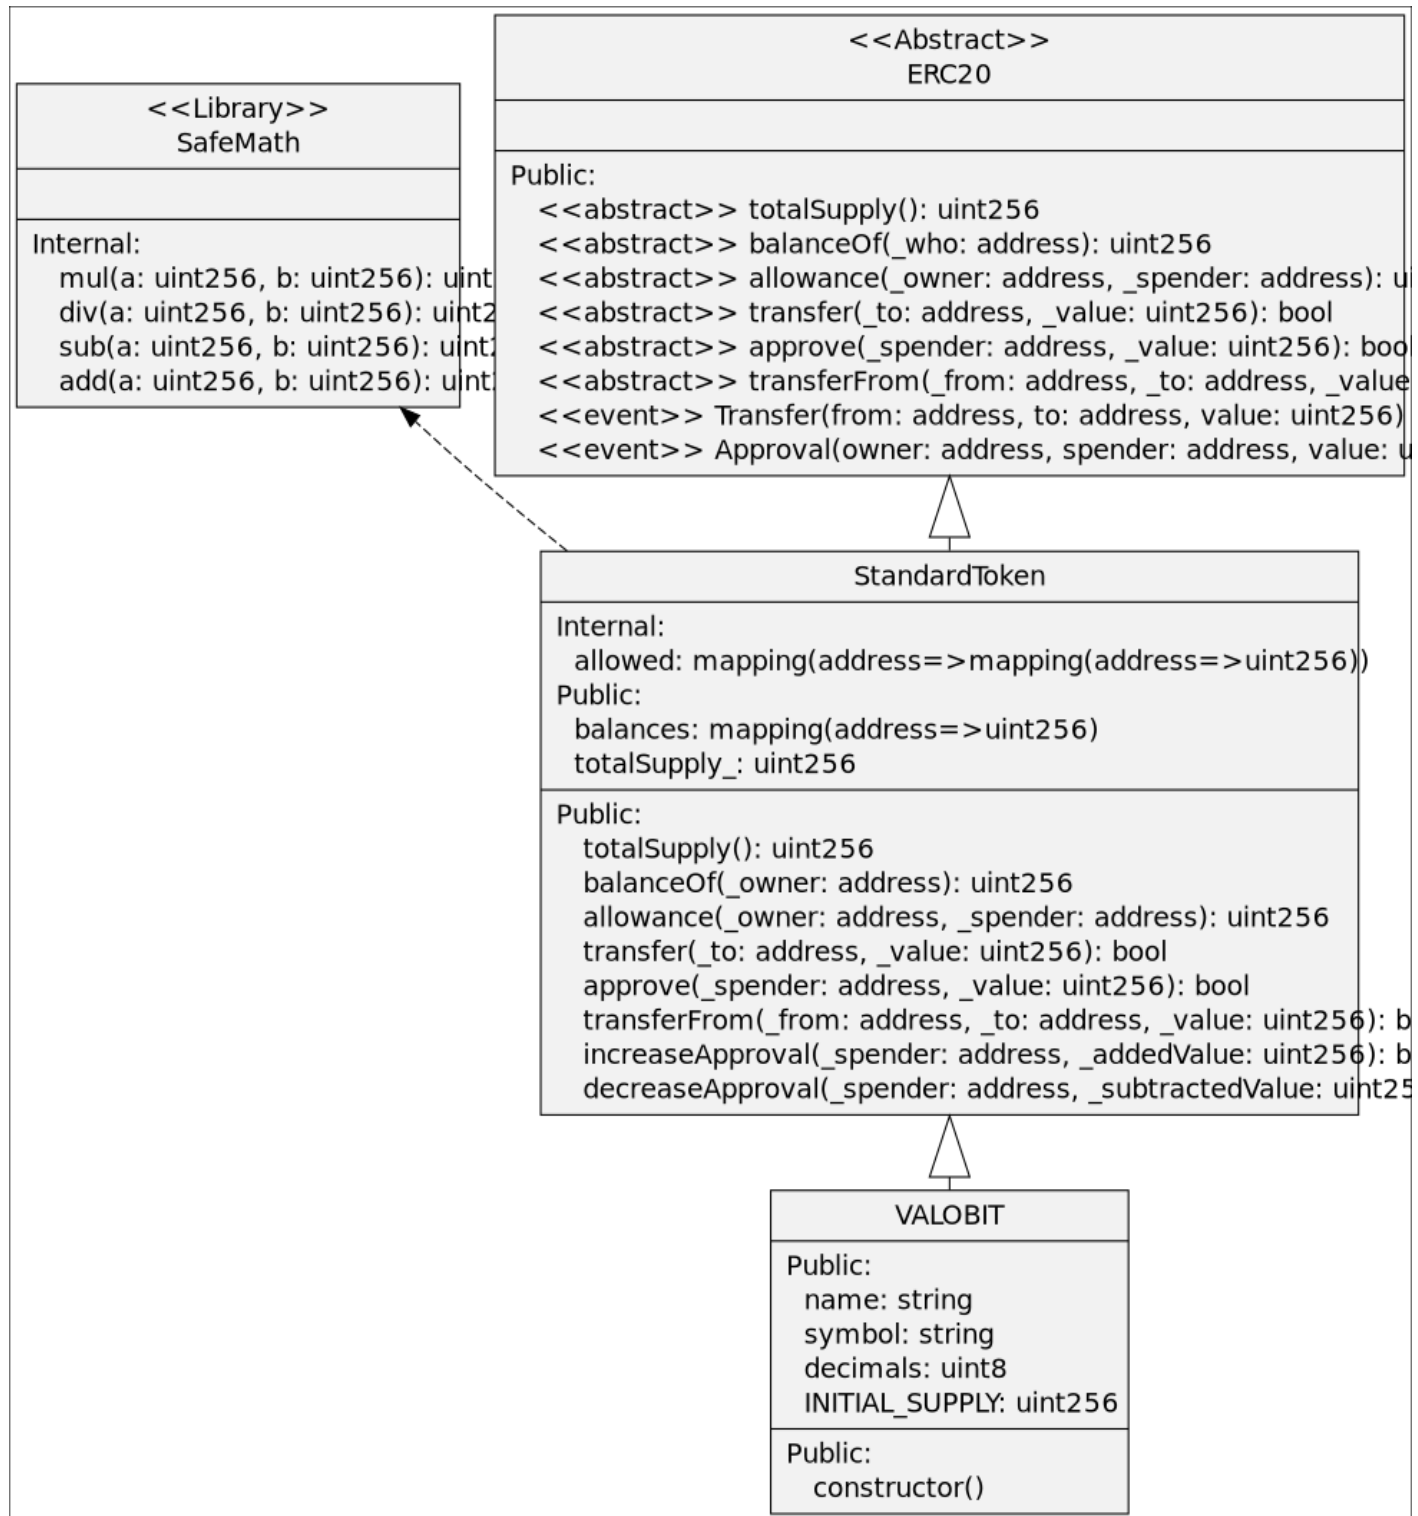 <<Library>>
SafeMath
Internal:
mul(a: uint256, b: uint256): uint
div(a: uint256, b: uint256): uint2
sub(a: uint256, b: uint256): uint2
add(a: uint256, b: uint256): uint2
<<Abstract>>
ERC20
Public:
<<abstract>> totalSupply(): uint256
<<abstract>> balanceOf(_who: address): uint256
<<abstract>> allowance(_owner: address, _spender: address): ui
<<abstract>> transfer(_to: address, _value: uint256): bool
<<abstract>> approve(_spender: address, _value: uint256): bool
<<abstract>> transferFrom(_from: address, _to: address, _value
<<event>> Transfer(from: address, to: address, value: uint256)
<<event>> Approval(owner: address, spender: address, value: u
StandardToken
Internal:
allowed: mapping(address=>mapping(address=>uint256))
Public:
balances: mapping(address=>uint256)
totalSupply_: uint256
Public:
totalSupply(): uint256
balanceOf(_owner: address): uint256
allowance(_owner: address, _spender: address): uint256
transfer(_to: address, _value: uint256): bool
approve(_spender: address, _value: uint256): bool
transferFrom(_from: address, _to: address, _value: uint256): b
increaseApproval(_spender: address, _addedValue: uint256): b
decreaseApproval(_spender: address, _subtractedValue: uint25
VALOBIT
Public:
name: string
symbol: string
decimals: uint8
INITIAL_SUPPLY: uint256
Public:
constructor()